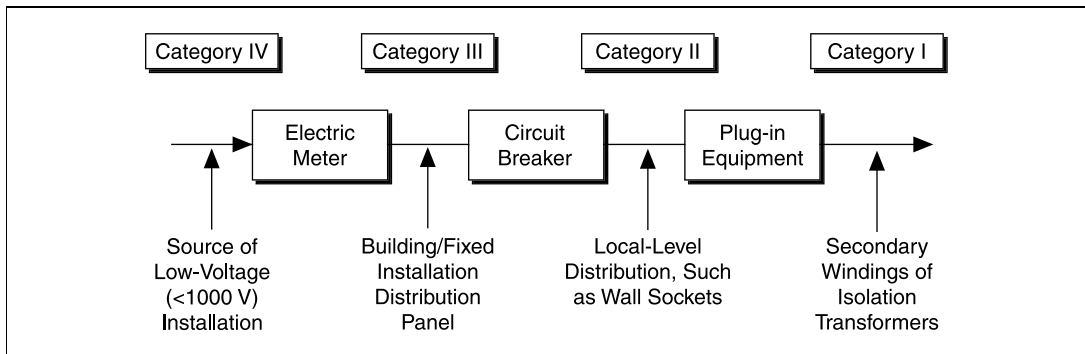 Category IV
Category III
Category II
Category I
Electric
Meter
Circuit
Breaker
Plug-in
Equipment
Source of
Low-Voltage
(<1000 V)
Installation
Building/Fixed
Installation
Distribution
Panel
Local-Level
Distribution, Such
as Wall Sockets
Secondary
Windings of
Isolation
Transformers